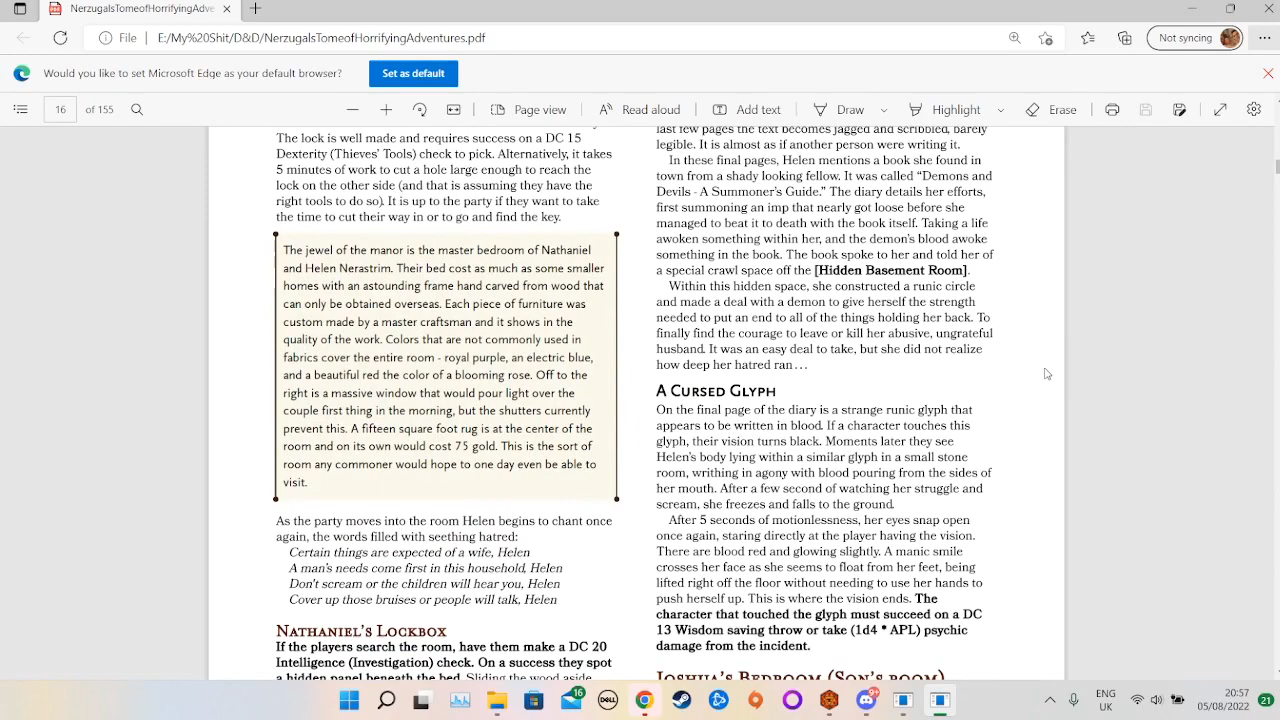 NerzugalsTomeofHorrifyingAdve
File
E:/My%20Shit/D&D/NerzugalsTomeofHorrifyingAdventures.pdf
Not syncing
Would you like to set Microsoft Edge as your default browser?
Set as default
16
of 155
Page view
Read aloud
Add text
Draw
Highlight
Erase
The lock is well made and requires success on a DC 15
Dexterity (Thieves' Tools) check to pick. Alternatively, it takes
5 minutes of work to cut a hole large enough to reach the
lock on the other side (and that is assuming they have the
right tools to do so). It is up to the party if they want to take
the time to cut their way in or to go and find the key.
The jewel of the manor is the master bedroom of Nathaniel
and Helen Nerastrim. Their bed cost as much as some smaller
homes with an astounding frame hand carved from wood that
can only be obtained overseas. Each piece of furniture was
custom made by a master craftsman and it shows in the
quality of the work. Colors that are not commonly used in
fabrics cover the entire room - royal purple, an electric blue,
and a beautiful red the color of a blooming rose. Off to the
right is a massive window that would pour light over the
couple first thing in the morning, but the shutters currently
prevent this. A fifteen square foot rug is at the center of the
room and on its own would cost 75 gold. This is the sort of
room any commoner would hope to one day even be able to
visit.
As the party moves into the room Helen begins to chant once
again, the words filled with seething hatred:
Certain things are expected of a wife, Helen
A man's needs come first in this household, Helen
Don't scream or the children will hear you, Helen
Cover up those bruises or people will talk, Helen
Nathaniel's Lockbox
If the players search the room, have them make a DC 20
Intelligence (Investigation) check. On a success they spot
a hidden panel beneath the bed. Sliding the wood aside
last few pages the text becomes jagged and scribbled, barely
legible. It is almost as if another person were writing it.
In these final pages, Helen mentions a book she found in
town from a shady looking fellow. It was called "Demons and
Devils - A Summoner's Guide." The diary details her efforts,
first summoning an imp that nearly got loose before she
managed to beat it to death with the book itself. Taking a life
awoken something within her, and the demon's blood awoke
something in the book. The book spoke to her and told her of
a special crawl space off the [Hidden Basement Room].
Within this hidden space, she constructed a runic circle
and made a deal with a demon to give herself the strength
needed to put an end to all of the things holding her back. To
finally find the courage to leave or kill her abusive, ungrateful
husband. It was an easy deal to take, but she did not realize
how deep her hatred ran...
A Cursed Glyph
On the final page of the diary is a strange runic glyph that
appears to be written in blood. If a character touches this
glyph, their vision turns black. Moments later they see
Helen's body lying within a similar glyph in a small stone
room, writhing in agony with blood pouring from the sides of
her mouth. After a few second of watching her struggle and
scream, she freezes and falls to the ground.
After 5 seconds of motionlessness, her eyes snap open
once again, staring directly at the player having the vision.
There are blood red and glowing slightly. A manic smile
crosses her face as she seems to float from her feet, being
lifted right off the floor without needing to use her hands to
push herself up. This is where the vision ends. The
character that touched the glyph must succeed on a DC
13 Wisdom saving throw or take (1d4 * APL) psychic
damage from the incident.
Joshua's Bedroom (Son's room)
16
DELL
9+
ENG
UK
20:57
05/08/2022
21